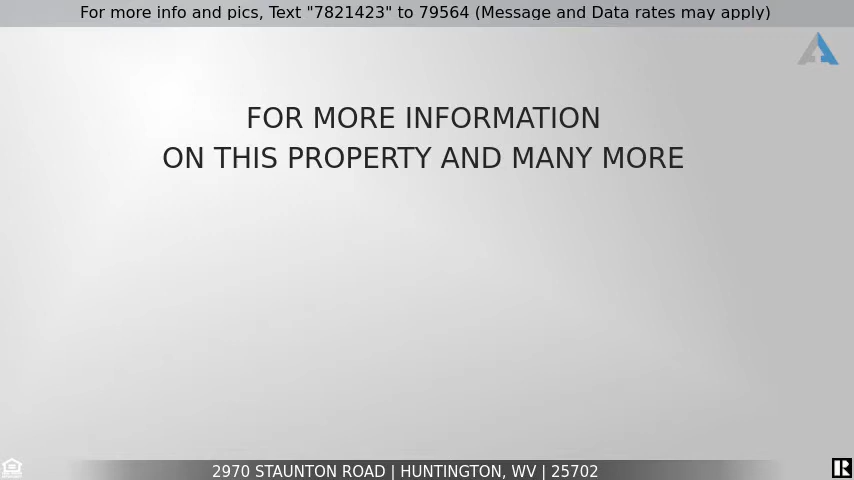 For more info and pics, Text "7821423" to 79564 (Message and Data rates may apply)
FOR MORE INFORMATION
ON THIS PROPERTY AND MANY MORE
2970 STAUNTON ROAD | HUNTINGTON, WV | 25702